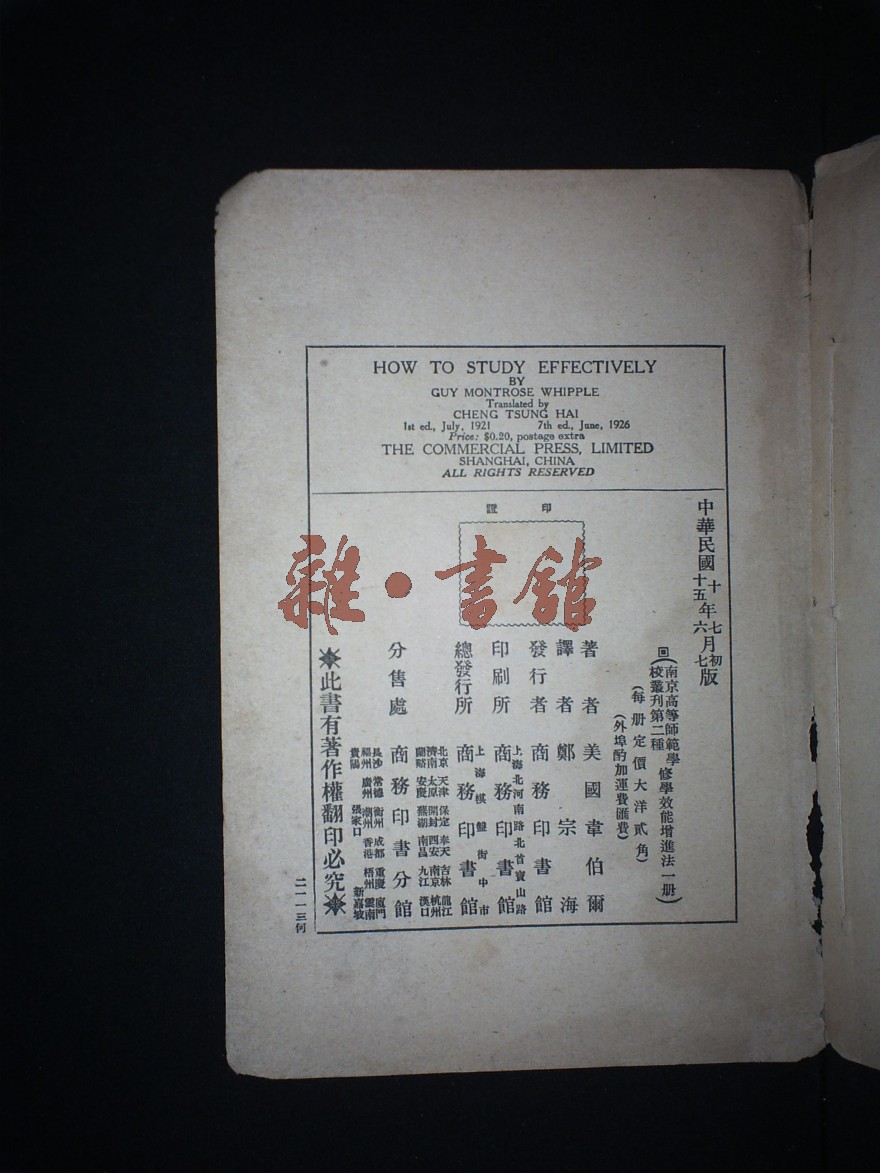 HOW TO STUDY EFFECTIVELY
BY
GUY MONTROSE WHIPPLE
Translated by
CHENG TSUNG HAI
1st ed., July, 1921 7th ed., June, 1926
Price: $0.20, postage extra
THE COMMERCIAL PRESS, LIMITED
SHANGHAI, CHINA
ALL RIGHTS RESERVED
中華民國十年七月初版
十五年六月七版
(南京高等師範學校叢刊第二種
修學效能增進法一册)
(每册定價大洋貳角)
(外埠酌加運費匯費)
著者 美國韋伯爾
譯者 鄭宗海
發行者 商務印書館
印刷所 上海北河南路北首寶山路
商務印書館
總發行所 上海棋盤街中市
商務印書館
分售處 商務印書分館
北京 天津 保定 奉天 吉林 龍江
濟南 太原 開封 西安 南京 杭州
蘭谿 安慶 蕪湖 南昌 九江 漢口
長沙 常德 衡州 成都 重慶 廈門
福州 廣州 潮州 香港 梧州 雲南
貴陽 張家口 新嘉坡
此書有著作權翻印必究
印證
二一一三何
雜·書館